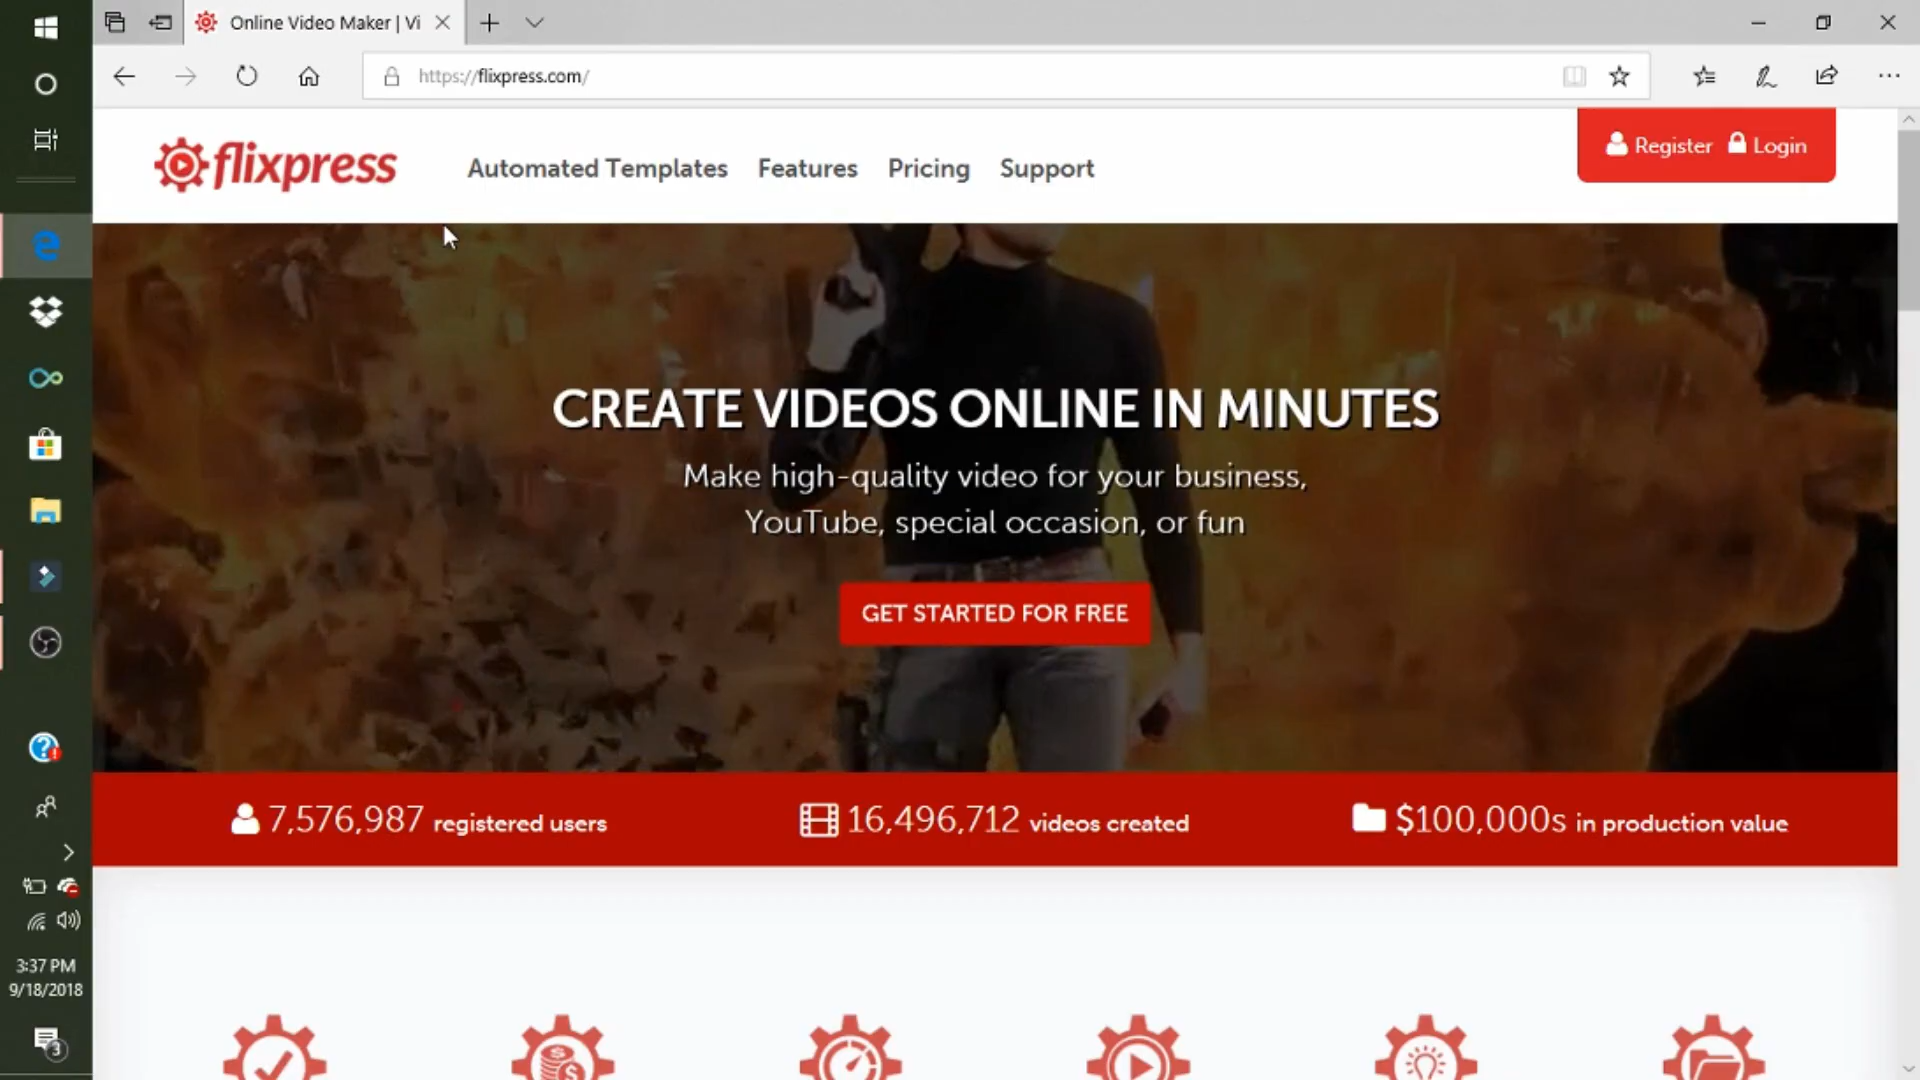 Online Video Maker | Vi
https://flixpress.com/
flixpress
Automated Templates
Features
Pricing
Support
Register
Login
CREATE VIDEOS ONLINE IN MINUTES
Make high-quality video for your business,
YouTube, special occasion, or fun
GET STARTED FOR FREE
7,576,987 registered users
16,496,712 videos created
$100,000s in production value
3:37 PM
9/18/2018
3